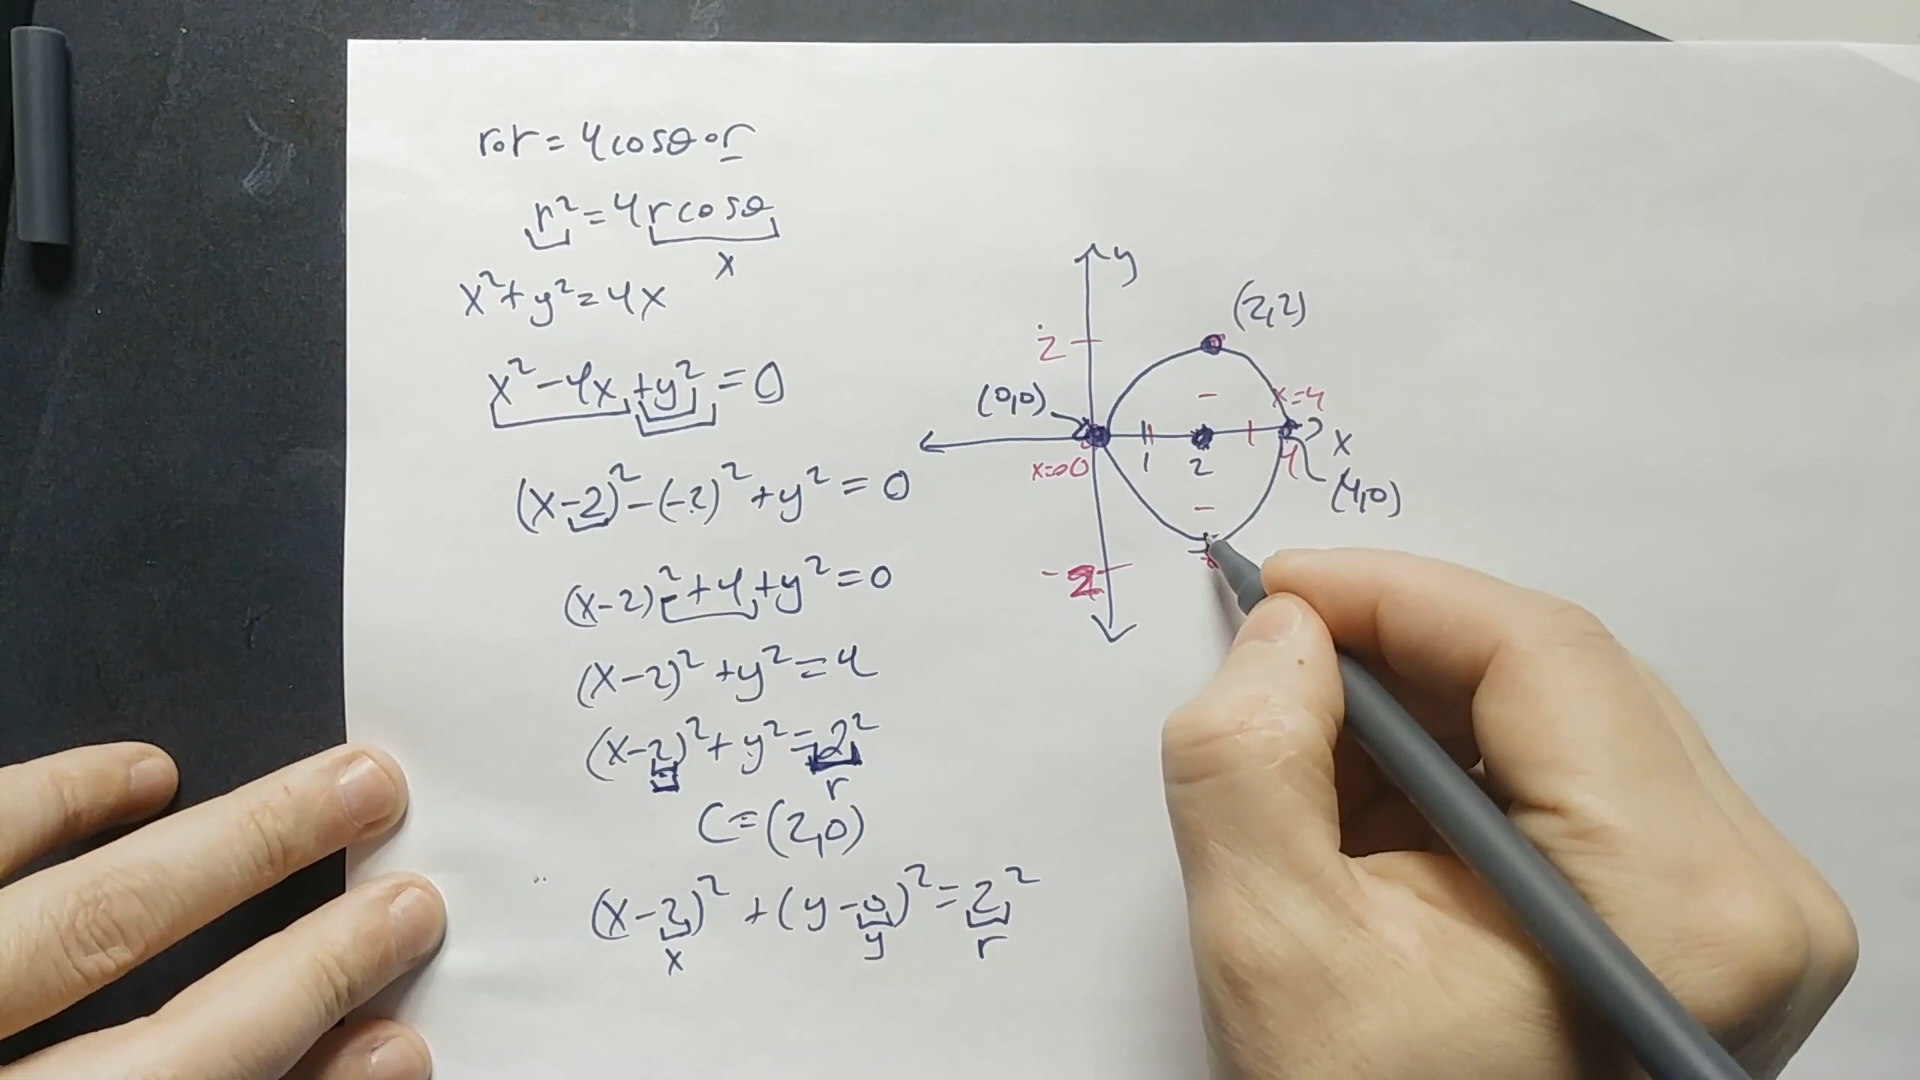 r∘r = 4cosθ∘r
r² = 4rcosθ
x
x² + y² = 4x
x² - 4x + y² = 0
(x-2)² - (-2)² + y² = 0
(x-2)² + 4 + y² = 0
(x-2)² + y² = 4
(x-2)² + y² = 2²
r
C = (2,0)
(x-2)² + (y-0)² = 2²
x y r
y
(2,2)
2
(0,0)
x=4
x=0
1
2
4
x
(4,0)
-2